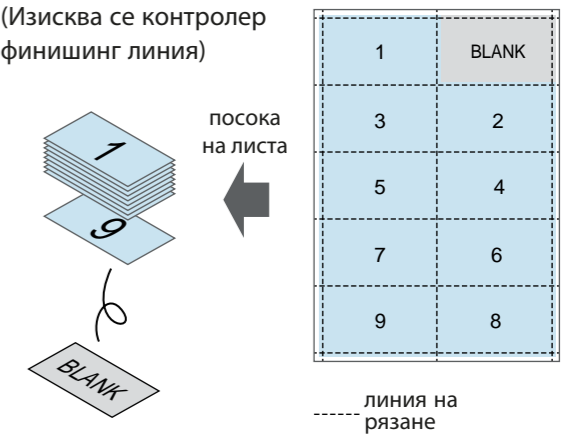 (Изисква се контролер
финишинг линия)
посока
на листа
1
9
BLANK
1 BLANK
3 2
5 4
7 6
9 8
линия на
рязане